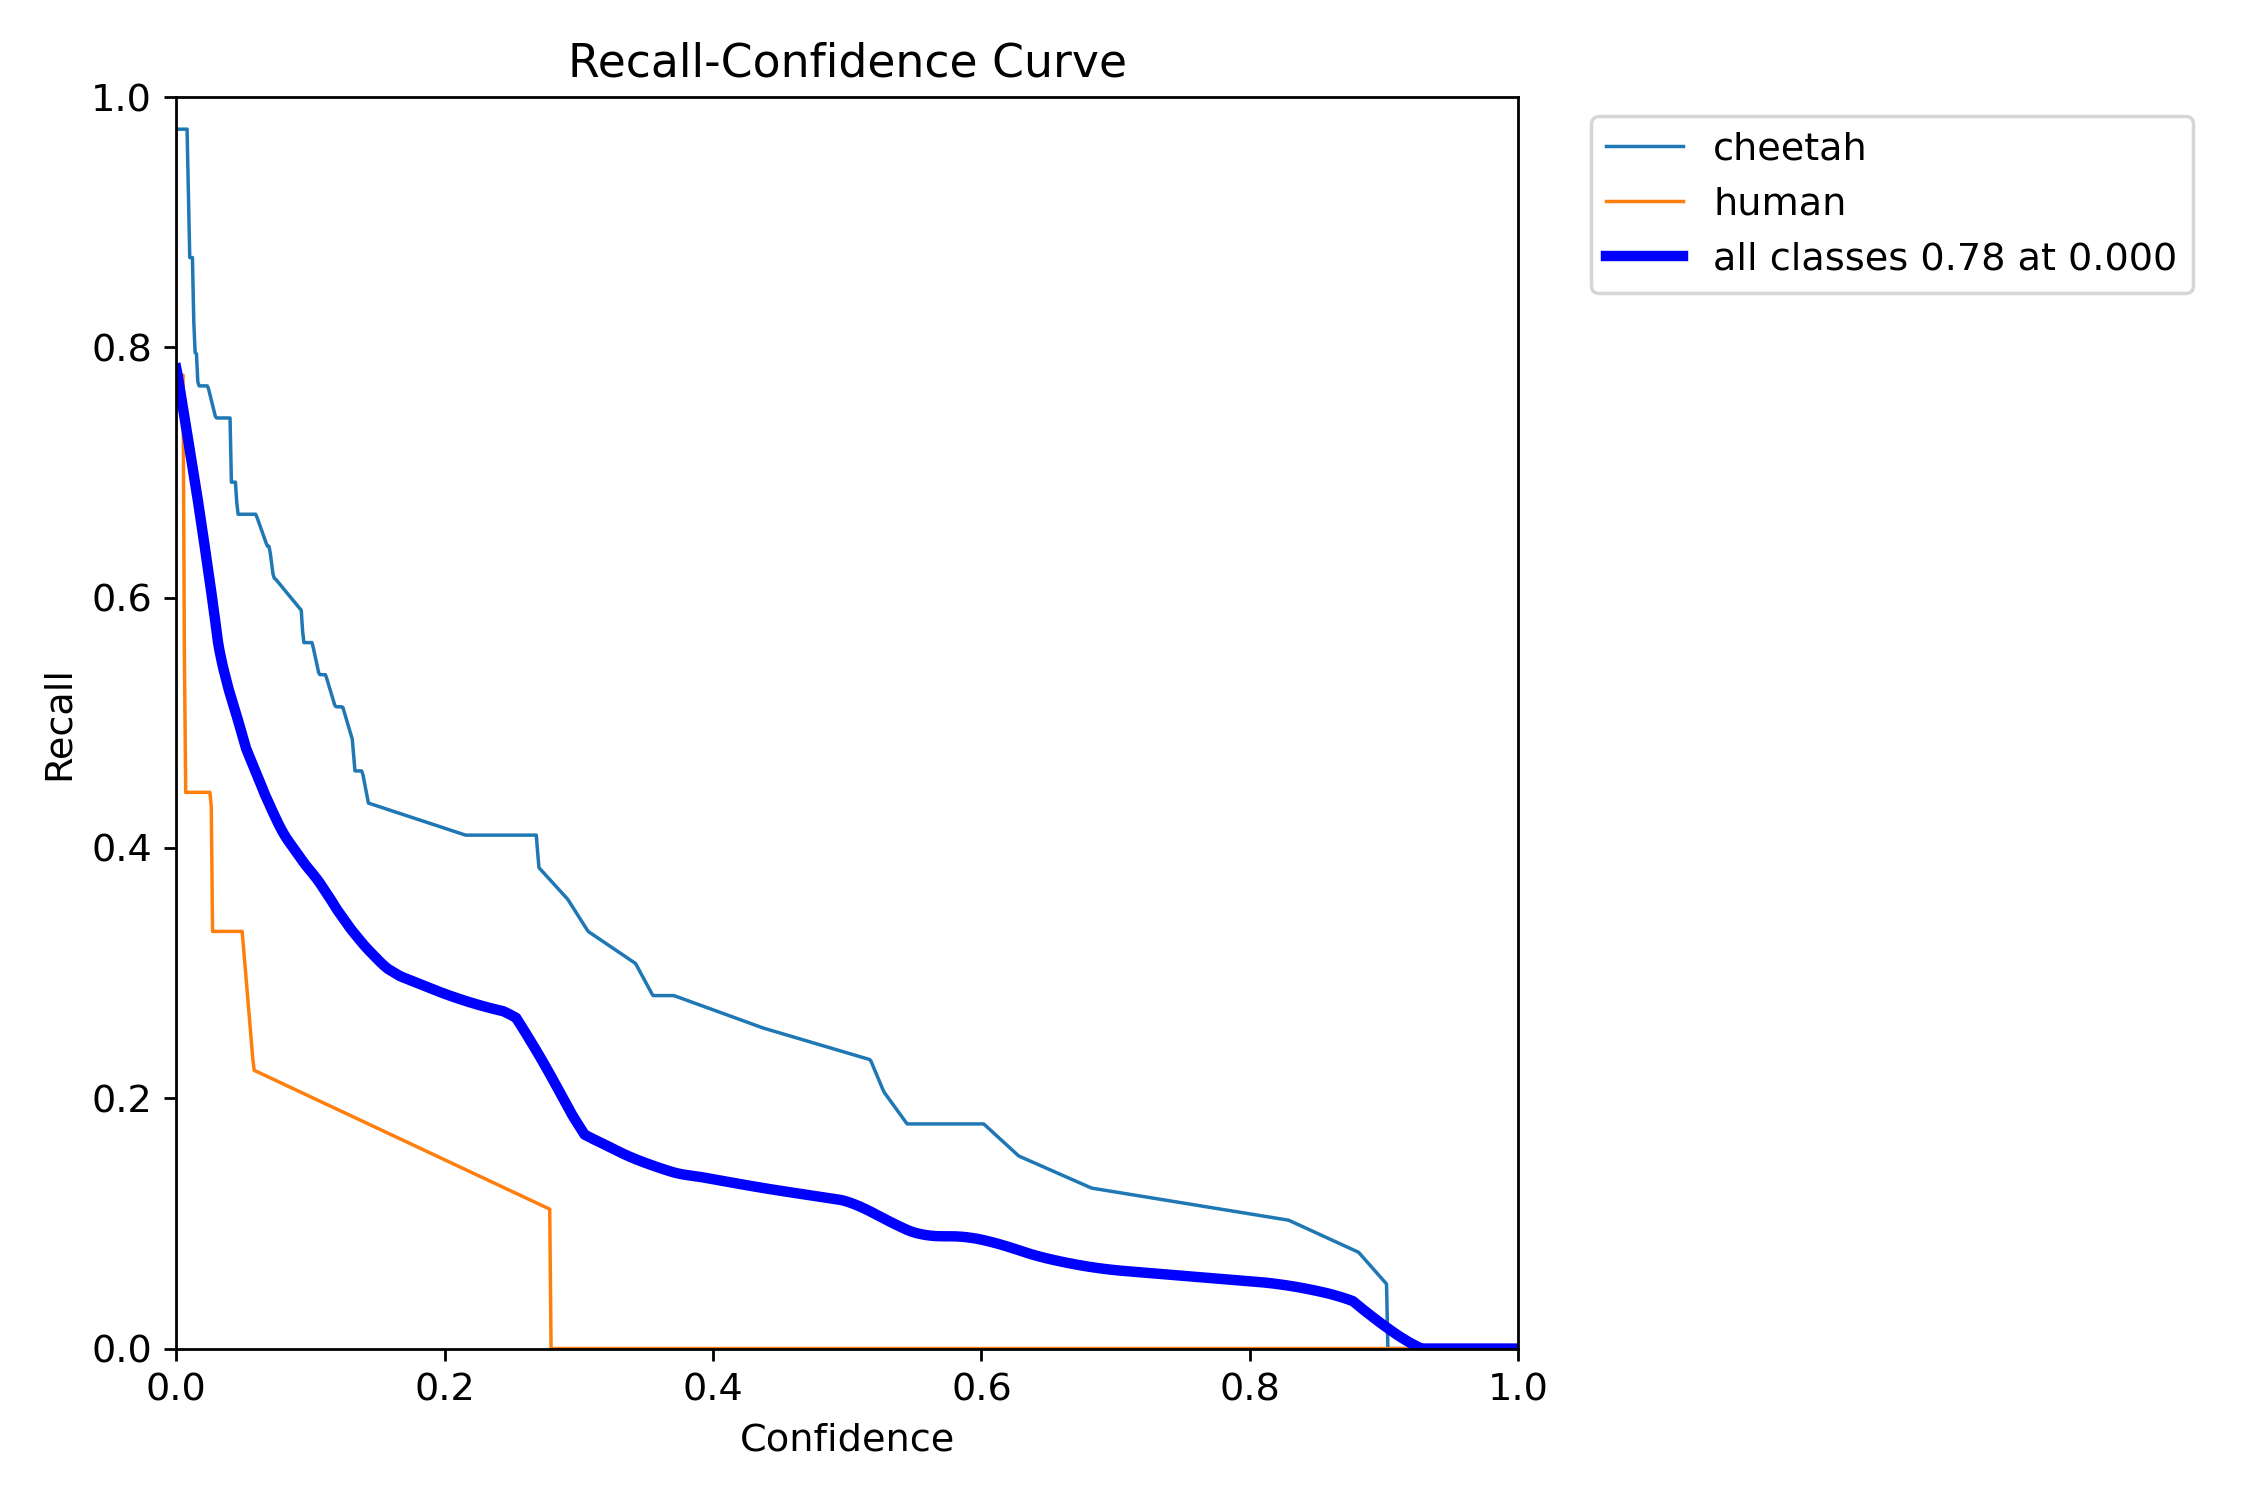 Recall-Confidence Curve
1.0
0.8
0.6
0.4
0.2
0.0
Recall
0.0 0.2 0.4 0.6 0.8 1.0
Confidence
cheetah
human
all classes 0.78 at 0.000